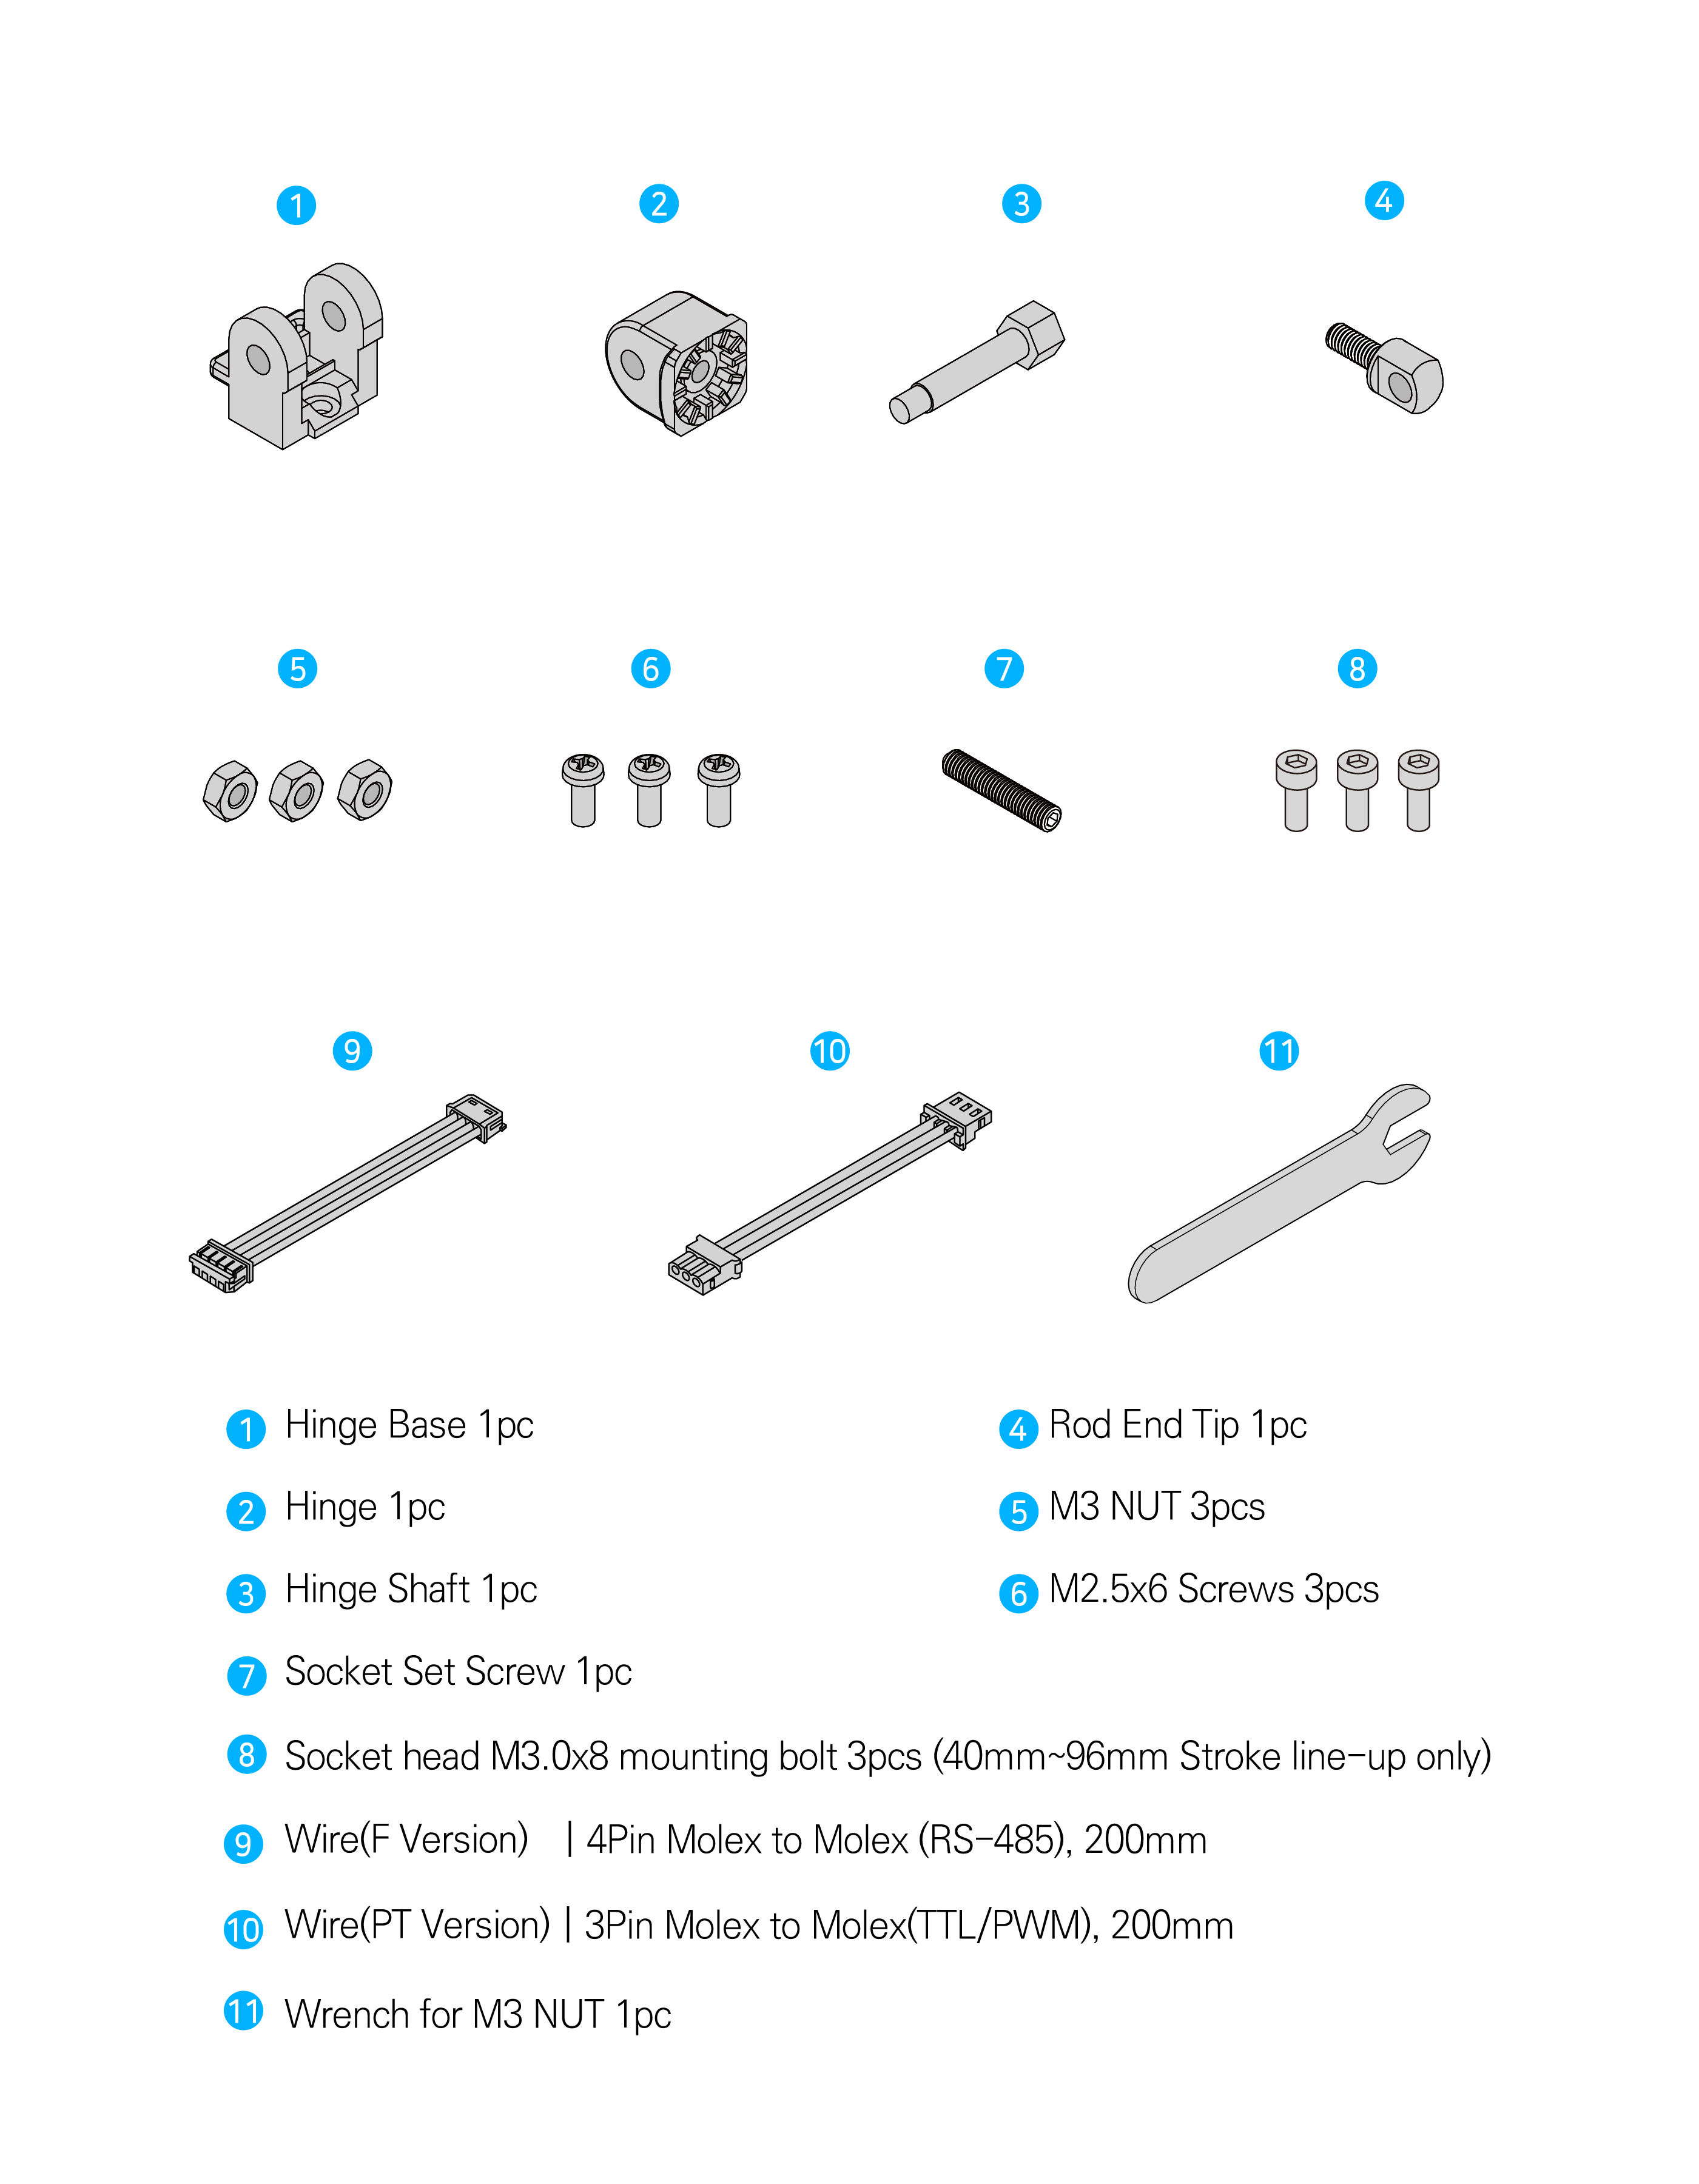 1
2
3
4
5
6
7
8
9
10
11
1 Hinge Base 1pc
4 Rod End Tip 1pc
2 Hinge 1pc
5 M3 NUT 3pcs
3 Hinge Shaft 1pc
6 M2.5x6 Screws 3pcs
7 Socket Set Screw 1pc
8 Socket head M3.0x8 mounting bolt 3pcs (40mm~96mm Stroke line-up only)
9 Wire(F Version) | 4Pin Molex to Molex (RS-485), 200mm
10 Wire(PT Version) | 3Pin Molex to Molex(TTL/PWM), 200mm
11 Wrench for M3 NUT 1pc